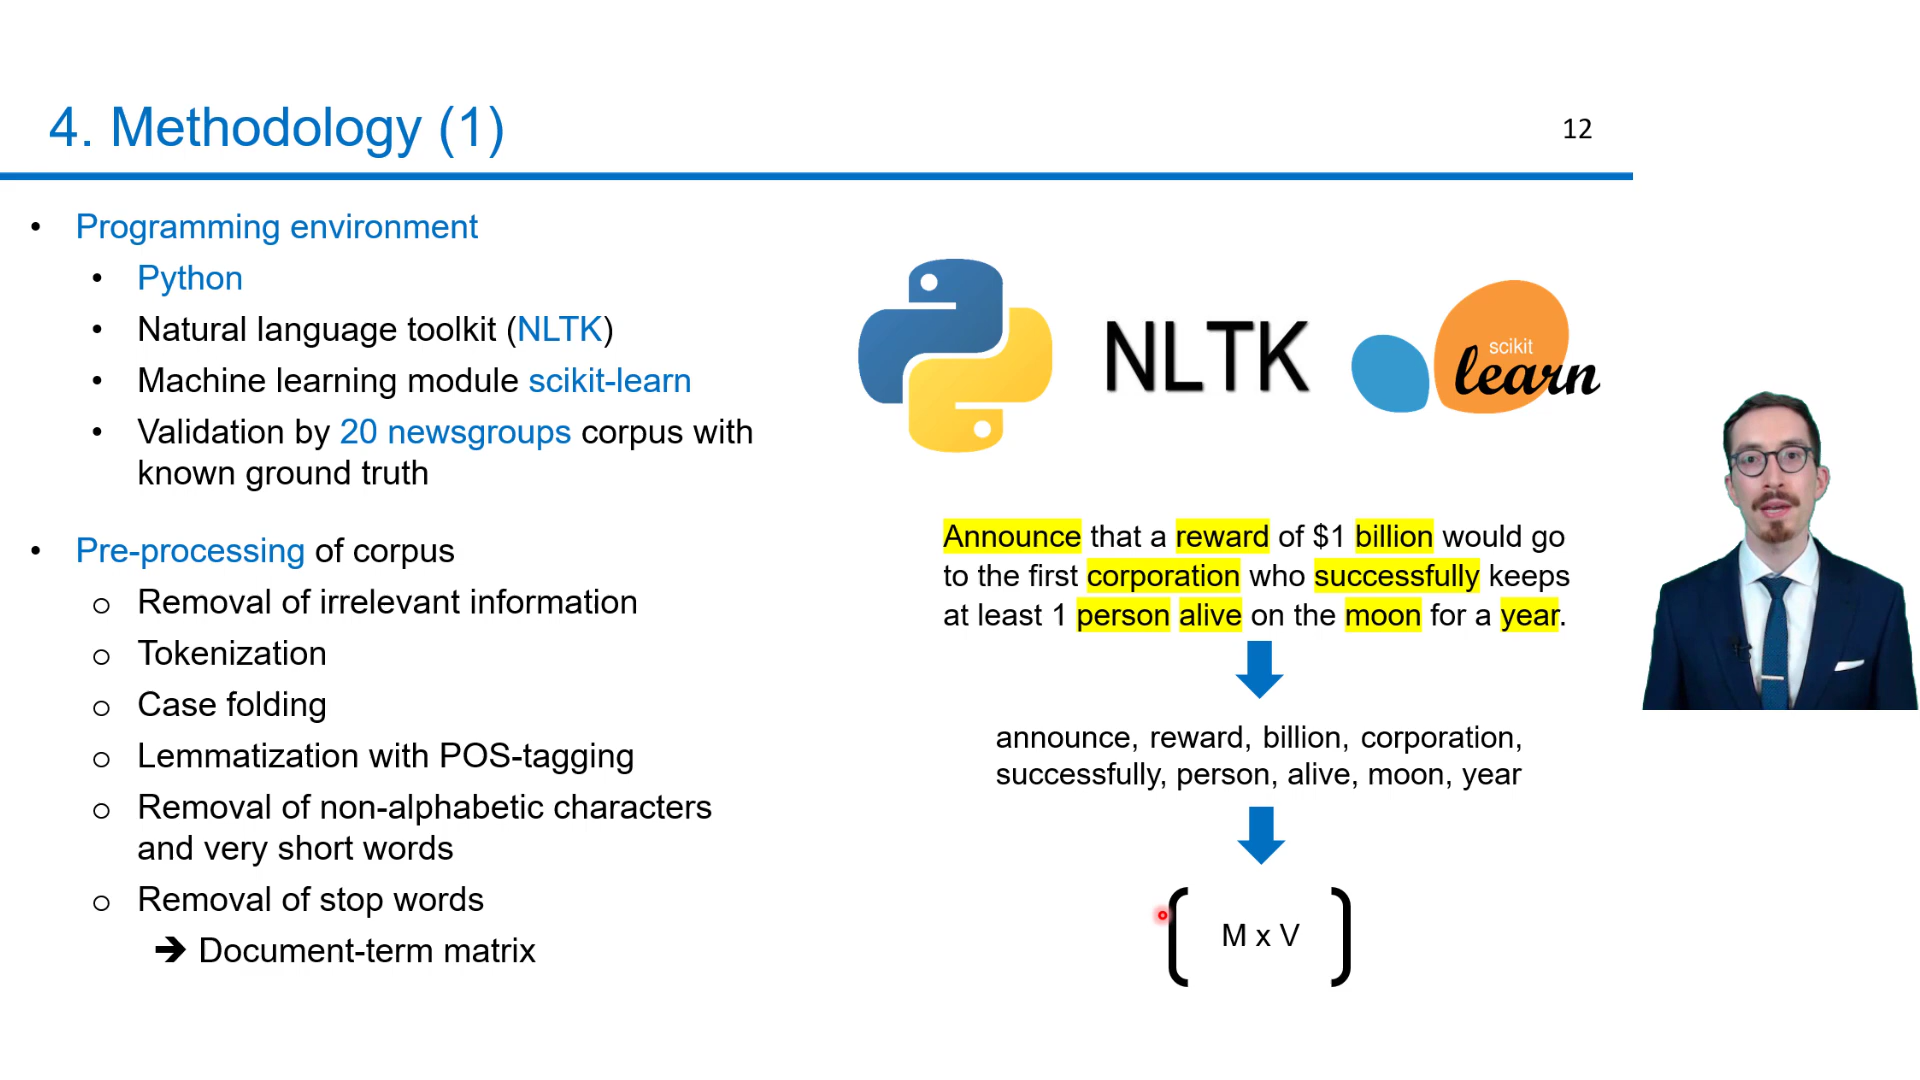 4. Methodology (1)
12
• Programming environment
• Python
• Natural language toolkit (NLTK)
• Machine learning module scikit-learn
• Validation by 20 newsgroups corpus with
known ground truth
• Pre-processing of corpus
o Removal of irrelevant information
o Tokenization
o Case folding
o Lemmatization with POS-tagging
o Removal of non-alphabetic characters
and very short words
o Removal of stop words
➔ Document-term matrix
NLTK
scikit
learn
Announce that a reward of $1 billion would go
to the first corporation who successfully keeps
at least 1 person alive on the moon for a year.
announce, reward, billion, corporation,
successfully, person, alive, moon, year
M x V